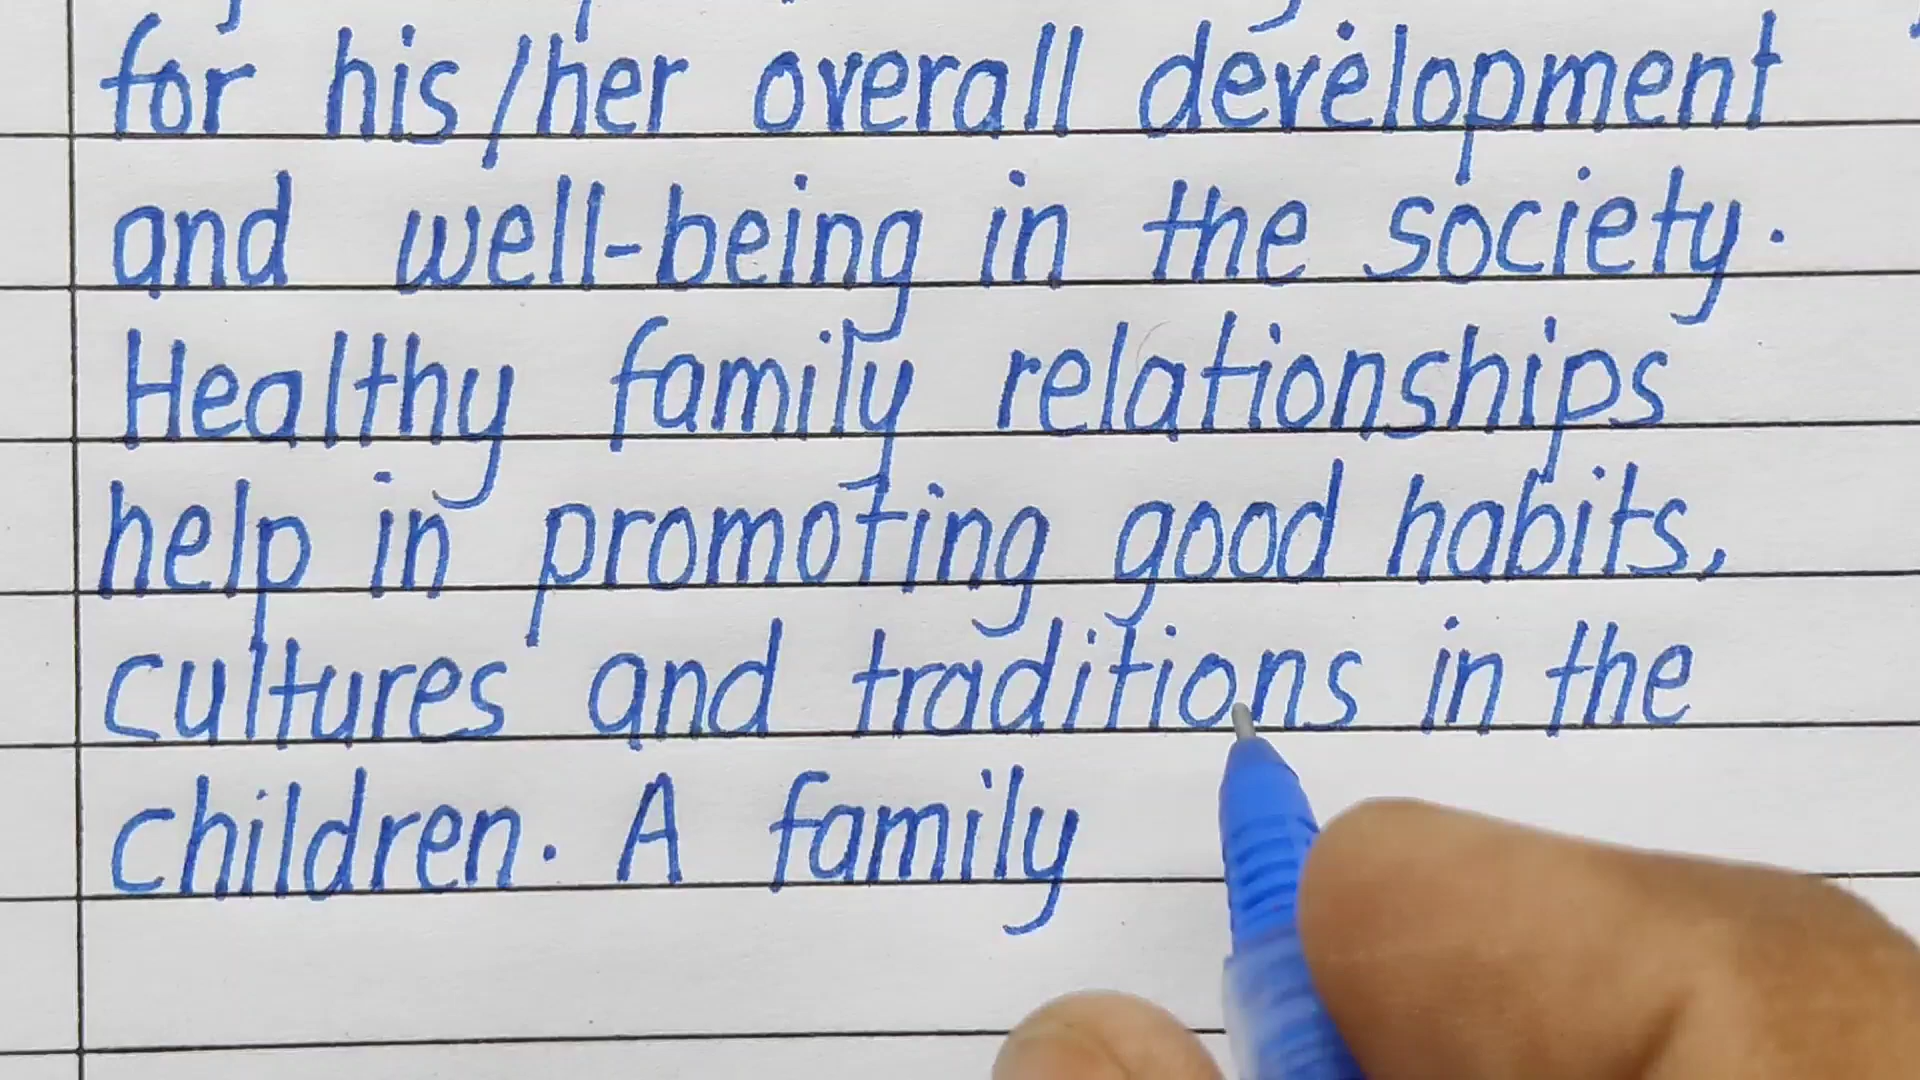 for his/her overall development
and well-being in the society.
Healthy family relationships
help in promoting good habits,
cultures and traditions in the
children. A family